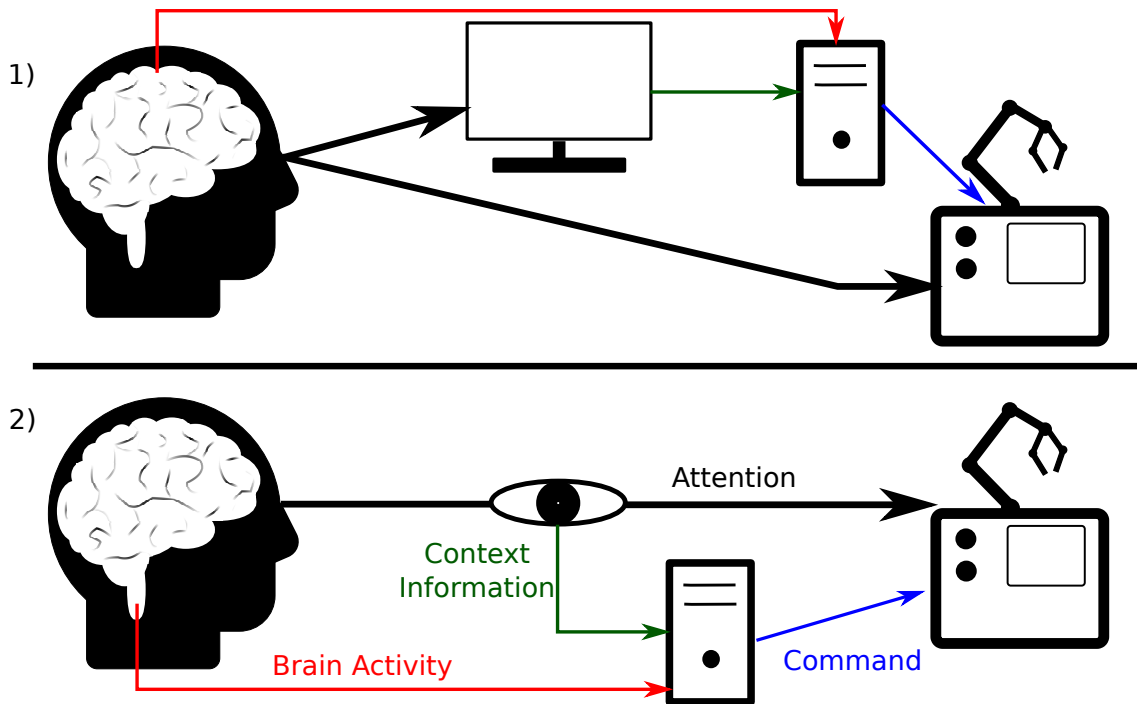 1)
2)
Attention
Context
Information
Brain Activity
Command